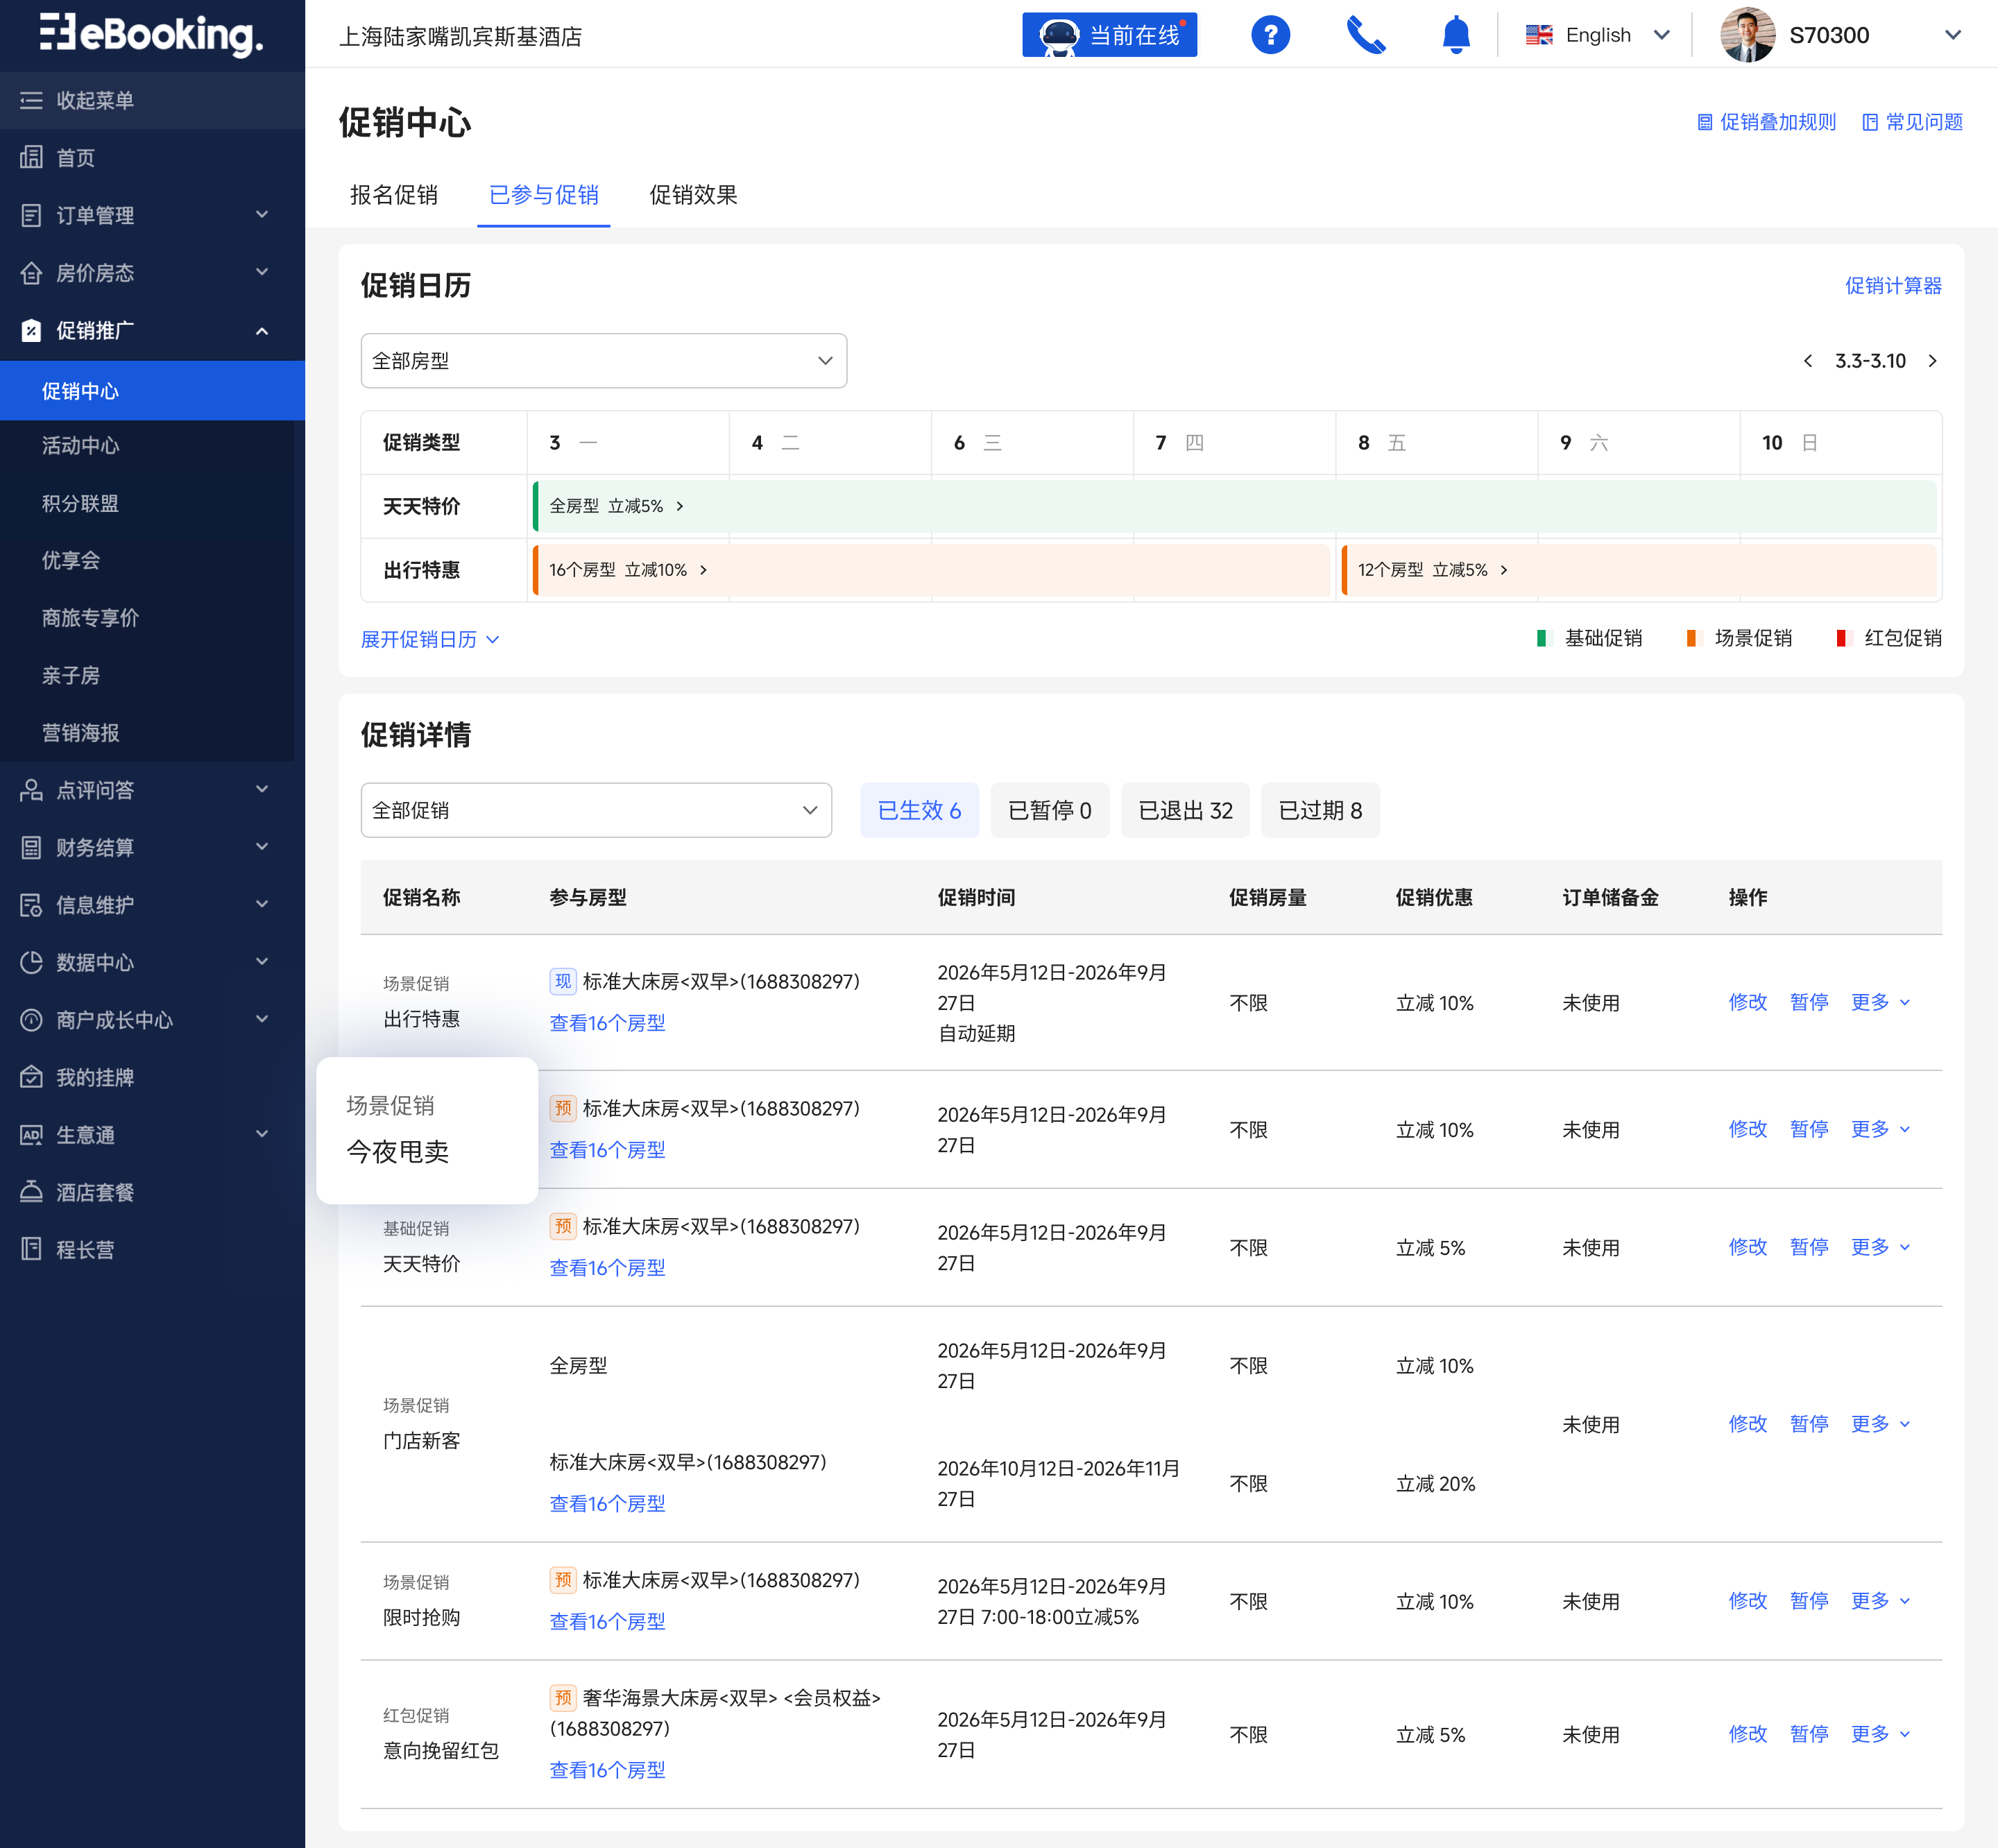 eBooking.
上海陆家嘴凯宾斯基酒店
当前在线
English
S70300
收起菜单
首页
订单管理
房价房态
促销推广
促销中心
活动中心
积分联盟
优享会
商旅专享价
亲子房
营销海报
点评问答
财务结算
信息维护
数据中心
商户成长中心
我的挂牌
AD 生意通
酒店套餐
程长营
促销中心
促销叠加规则 常见问题
报名促销 已参与促销 促销效果
促销日历
促销计算器
全部房型
3.3-3.10
促销类型 3 一 4 二 6 三 7 四 8 五 9 六 10 日
天天特价 全房型 立减5%
出行特惠 16个房型 立减10% 12个房型 立减5%
展开促销日历
基础促销 场景促销 红包促销
促销详情
全部促销
已生效 6 已暂停 0 已退出 32 已过期 8
促销名称 参与房型 促销时间 促销房量 促销优惠 订单储备金 操作
场景促销
出行特惠
现 标准大床房<双早>(1688308297)
查看16个房型
2026年5月12日-2026年9月
27日
自动延期
不限
立减 10%
未使用
修改 暂停 更多
场景促销
今夜甩卖
预 标准大床房<双早>(1688308297)
查看16个房型
2026年5月12日-2026年9月
27日
不限
立减 10%
未使用
修改 暂停 更多
基础促销
天天特价
预 标准大床房<双早>(1688308297)
查看16个房型
2026年5月12日-2026年9月
27日
不限
立减 5%
未使用
修改 暂停 更多
场景促销
门店新客
全房型
2026年5月12日-2026年9月
27日
不限
立减 10%
标准大床房<双早>(1688308297)
查看16个房型
2026年10月12日-2026年11月
27日
不限
立减 20%
未使用
修改 暂停 更多
场景促销
限时抢购
预 标准大床房<双早>(1688308297)
查看16个房型
2026年5月12日-2026年9月
27日 7:00-18:00立减5%
不限
立减 10%
未使用
修改 暂停 更多
红包促销
意向挽留红包
预 奢华海景大床房<双早> <会员权益>
(1688308297)
查看16个房型
2026年5月12日-2026年9月
27日
不限
立减 5%
未使用
修改 暂停 更多